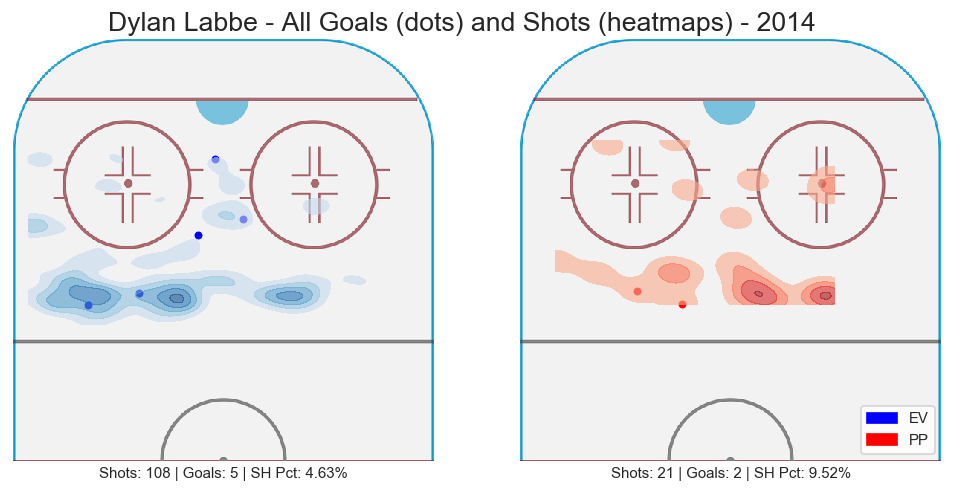 Dylan Labbe - All Goals (dots) and Shots (heatmaps) - 2014
EV
PP
Shots: 108 | Goals: 5 | SH Pct: 4.63%
Shots: 21 | Goals: 2 | SH Pct: 9.52%